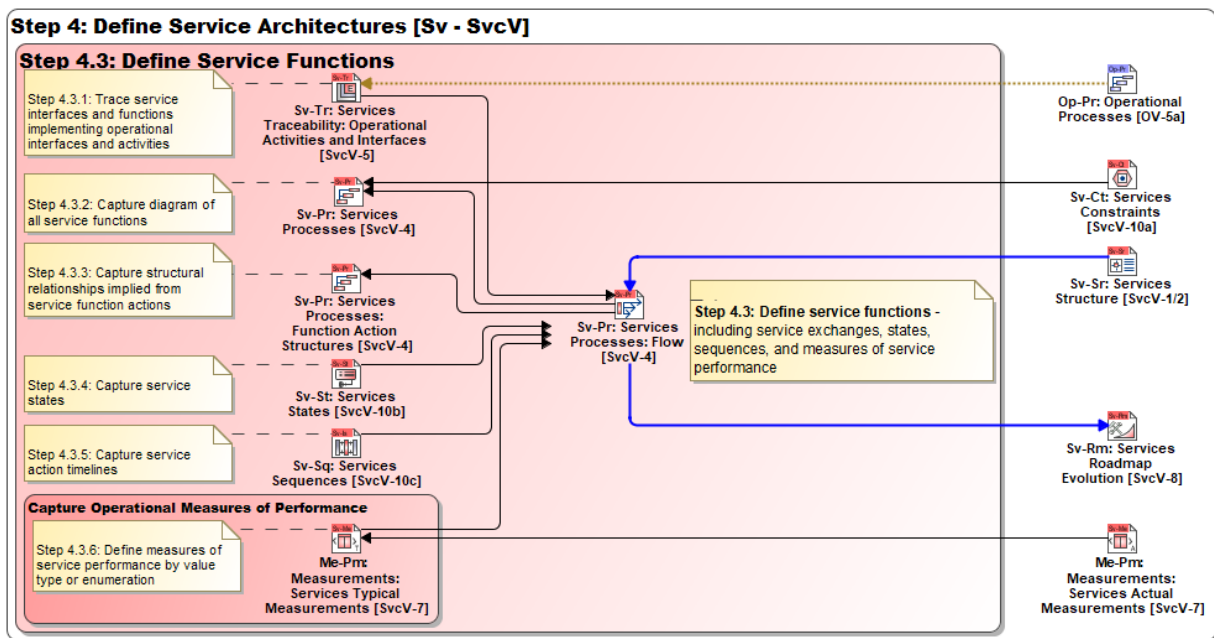 Step 4: Define Service Architectures [Sv - SvcV]
Step 4.3: Define Service Functions
Step 4.3.1: Trace service
interfaces and functions
implementing operational
interfaces and activities
Sv-Tr
Sv-Tr: Services
Traceability: Operational
Activities and Interfaces
[SvcV-5]
Op-Pr
Op-Pr: Operational
Processes [OV-5a]
Step 4.3.2: Capture diagram of
all service functions
Sv-Pr
Sv-Pr: Services
Processes [SvcV-4]
Sv-Ct
Sv-Ct: Services
Constraints
[SvcV-10a]
Step 4.3.3: Capture structural
relationships implied from
service function actions
Sv-Pr
Sv-Pr: Services
Processes:
Function Action
Structures [SvcV-4]
Sv-Pr
Sv-Pr: Services
Processes: Flow
[SvcV-4]
Step 4.3: Define service functions -
including service exchanges, states,
sequences, and measures of service
performance
Sv-Sr
Sv-Sr: Services
Structure [SvcV-1/2]
Step 4.3.4: Capture service
states
Sv-St
Sv-St: Services
States [SvcV-10b]
Step 4.3.5: Capture service
action timelines
Sv-Sq: Services
Sequences [SvcV-10c]
Sv-Rm
Sv-Rm: Services
Roadmap
Evolution [SvcV-8]
Capture Operational Measures of Performance
Step 4.3.6: Define measures of
service performance by value
type or enumeration
Sv-Me
T
Me-Pm:
Measurements:
Services Typical
Measurements [SvcV-7]
Sv-Me
A
Me-Pm:
Measurements:
Services Actual
Measurements [SvcV-7]